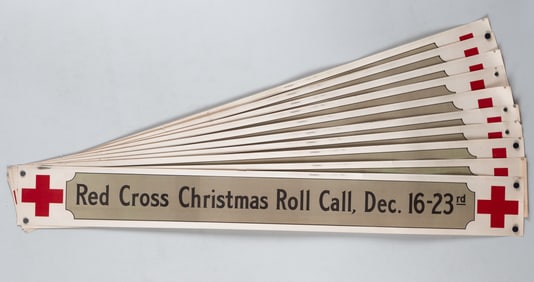 Red Cross Christmas Roll Call, Dec. 16-23rd